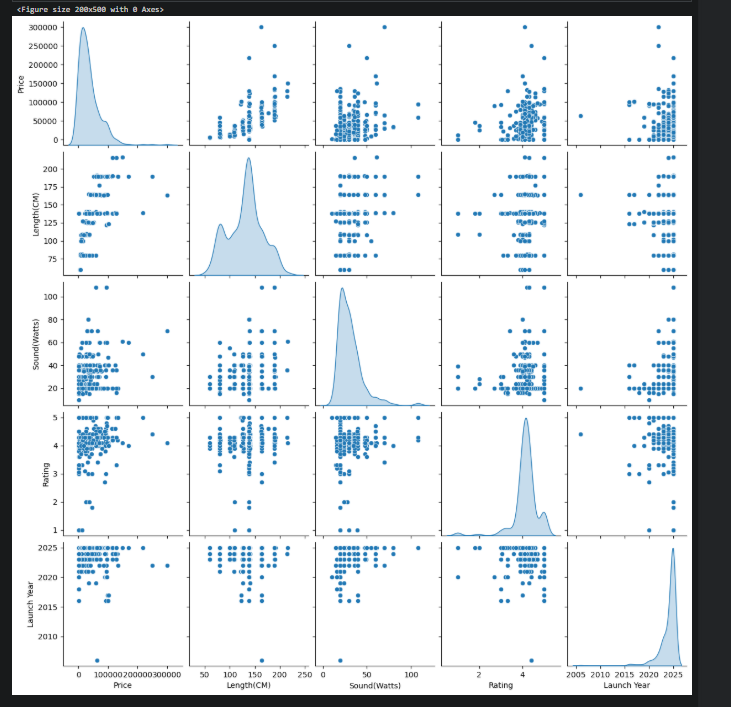 <Figure size 200x500 with 0 Axes>
300000
250000
200000
150000
100000
50000
0
Price
200
175
150
125
100
75
Length(CM)
100
80
60
40
20
Sound(Watts)
5
4
3
2
1
Rating
2025
2020
2015
2010
Launch Year
0 100000 200000 300000
50 100 150 200 250
0 50 100
2 4
2005 2010 2015 2020 2025
Price Length(CM) Sound(Watts) Rating Launch Year